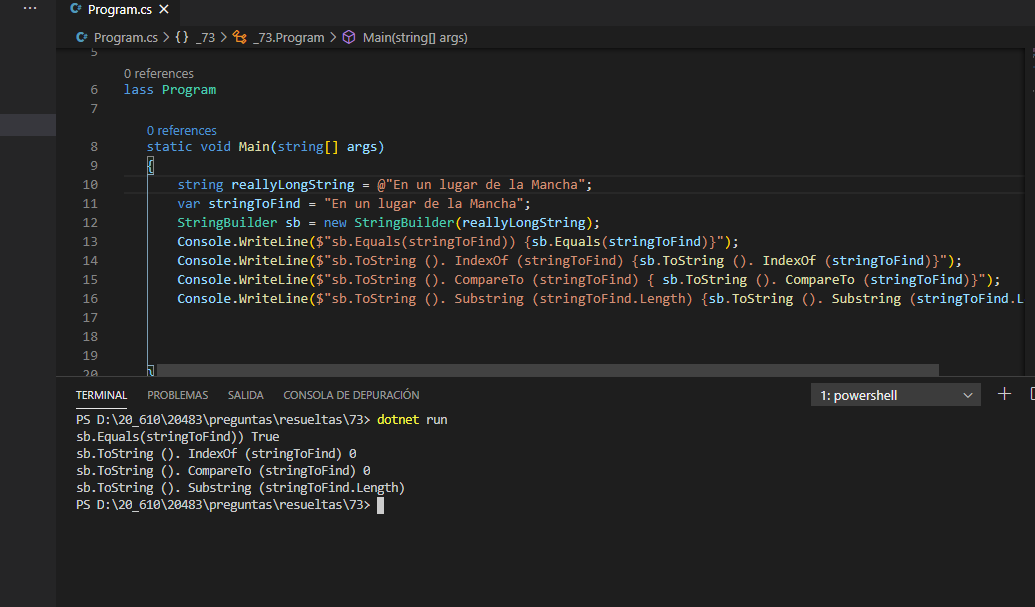 ···
Program.cs ×
Program.cs > {} _73 > _73.Program > Main(string[] args)
5
0 references
6 lass Program
7
0 references
8 static void Main(string[] args)
9 {
10 string reallyLongString = @"En un lugar de la Mancha";
11 var stringToFind = "En un lugar de la Mancha";
12 StringBuilder sb = new StringBuilder(reallyLongString);
13 Console.WriteLine($"sb.Equals(stringToFind)) {sb.Equals(stringToFind)}");
14 Console.WriteLine($"sb.ToString (). IndexOf (stringToFind) {sb.ToString (). IndexOf (stringToFind)}");
15 Console.WriteLine($"sb.ToString (). CompareTo (stringToFind) { sb.ToString (). CompareTo (stringToFind)}");
16 Console.WriteLine($"sb.ToString (). Substring (stringToFind.Length) {sb.ToString (). Substring (stringToFind.L
17
18
19
20 }
TERMINAL PROBLEMAS SALIDA CONSOLA DE DEPURACIÓN 1: powershell +
PS D:\20_610\20483\preguntas\resueltas\73> dotnet run
sb.Equals(stringToFind)) True
sb.ToString (). IndexOf (stringToFind) 0
sb.ToString (). CompareTo (stringToFind) 0
sb.ToString (). Substring (stringToFind.Length)
PS D:\20_610\20483\preguntas\resueltas\73>